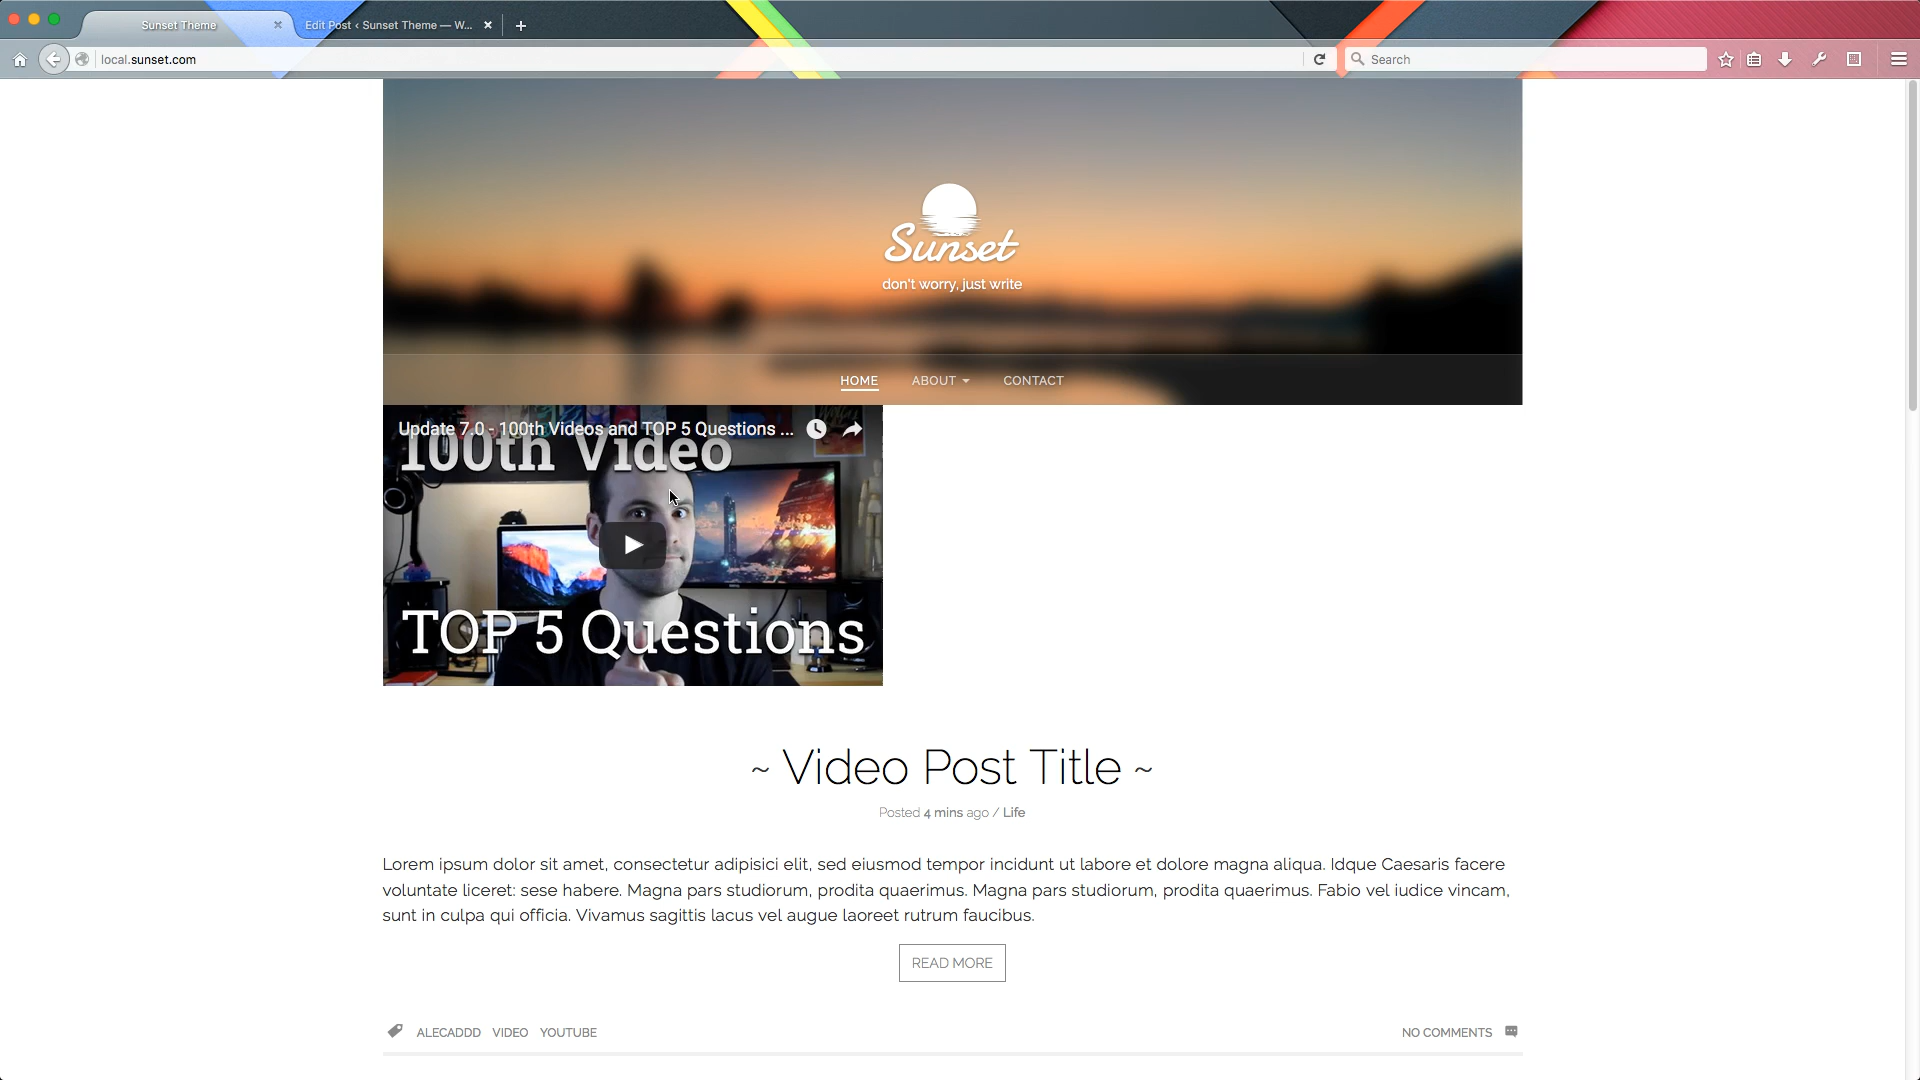 Sunset Theme
Edit Post ‹ Sunset Theme — W...
local.sunset.com
Search
Sunset
don't worry, just write
HOME
ABOUT
CONTACT
Update 7.0 - 100th Videos and TOP 5 Questions ...
100th Video
TOP 5 Questions
~ Video Post Title ~
Posted 4 mins ago / Life
Lorem ipsum dolor sit amet, consectetur adipisici elit, sed eiusmod tempor incidunt ut labore et dolore magna aliqua. Idque Caesaris facere
voluntate liceret: sese habere. Magna pars studiorum, prodita quaerimus. Magna pars studiorum, prodita quaerimus. Fabio vel iudice vincam,
sunt in culpa qui officia. Vivamus sagittis lacus vel augue laoreet rutrum faucibus.
READ MORE
ALECADDD VIDEO YOUTUBE
NO COMMENTS